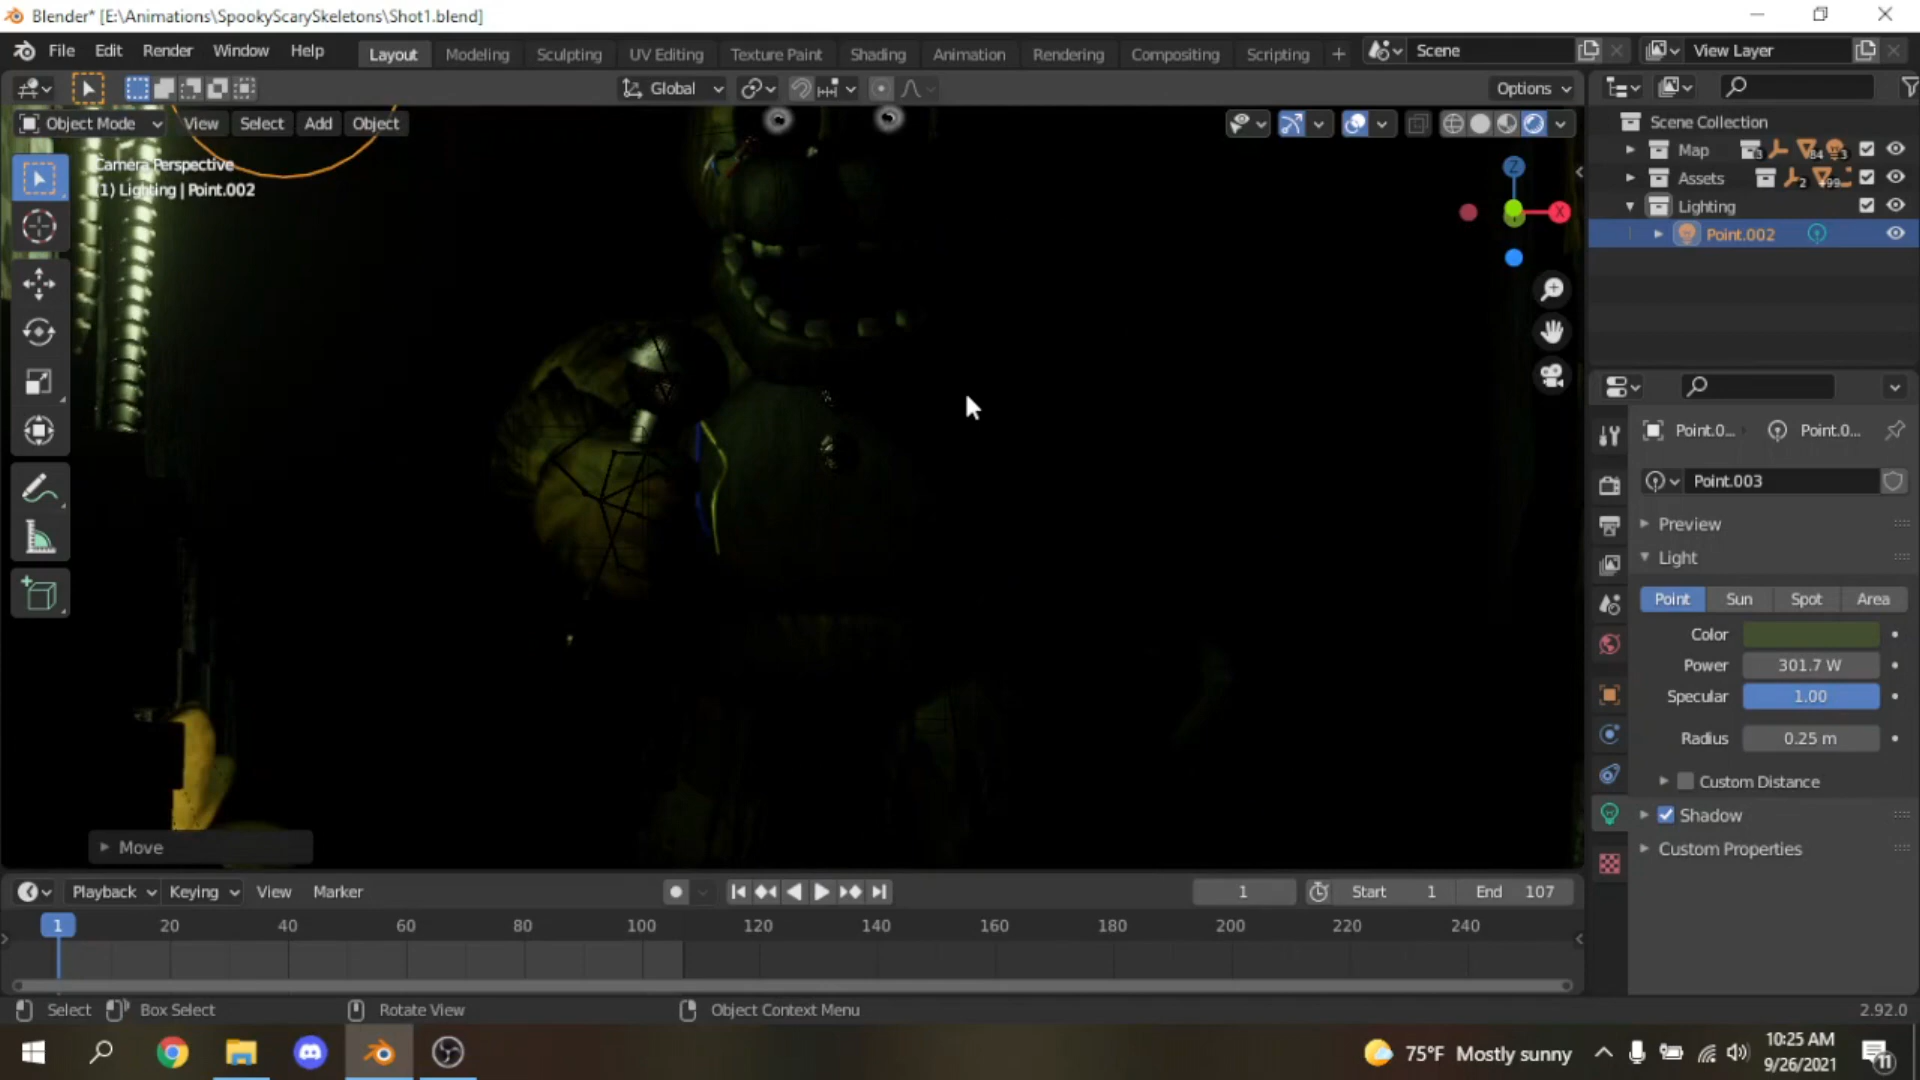 Blender* [E:\Animations\SpookyScarySkeletons\Shot1.blend]
File Edit Render Window Help Layout Modeling Sculpting UV Editing Texture Paint Shading Animation Rendering Compositing Scripting + Scene View Layer
Global Options
Object Mode View Select Add Object
Camera Perspective
(1) Lighting | Point.002
Z
X
Scene Collection
Map 3 84 3
Assets 2 +99
Lighting
Point.002
Point.0... Point.0...
Point.003
Preview
Light
Point Sun Spot Area
Color
Power 301.7 W
Specular 1.00
Radius 0.25 m
Custom Distance
Shadow
Custom Properties
Move
Playback Keying View Marker 1 Start 1 End 107
1 20 40 60 80 100 120 140 160 180 200 220 240
Select Box Select Rotate View Object Context Menu 2.92.0
75°F Mostly sunny
10:25 AM
9/26/2021
11